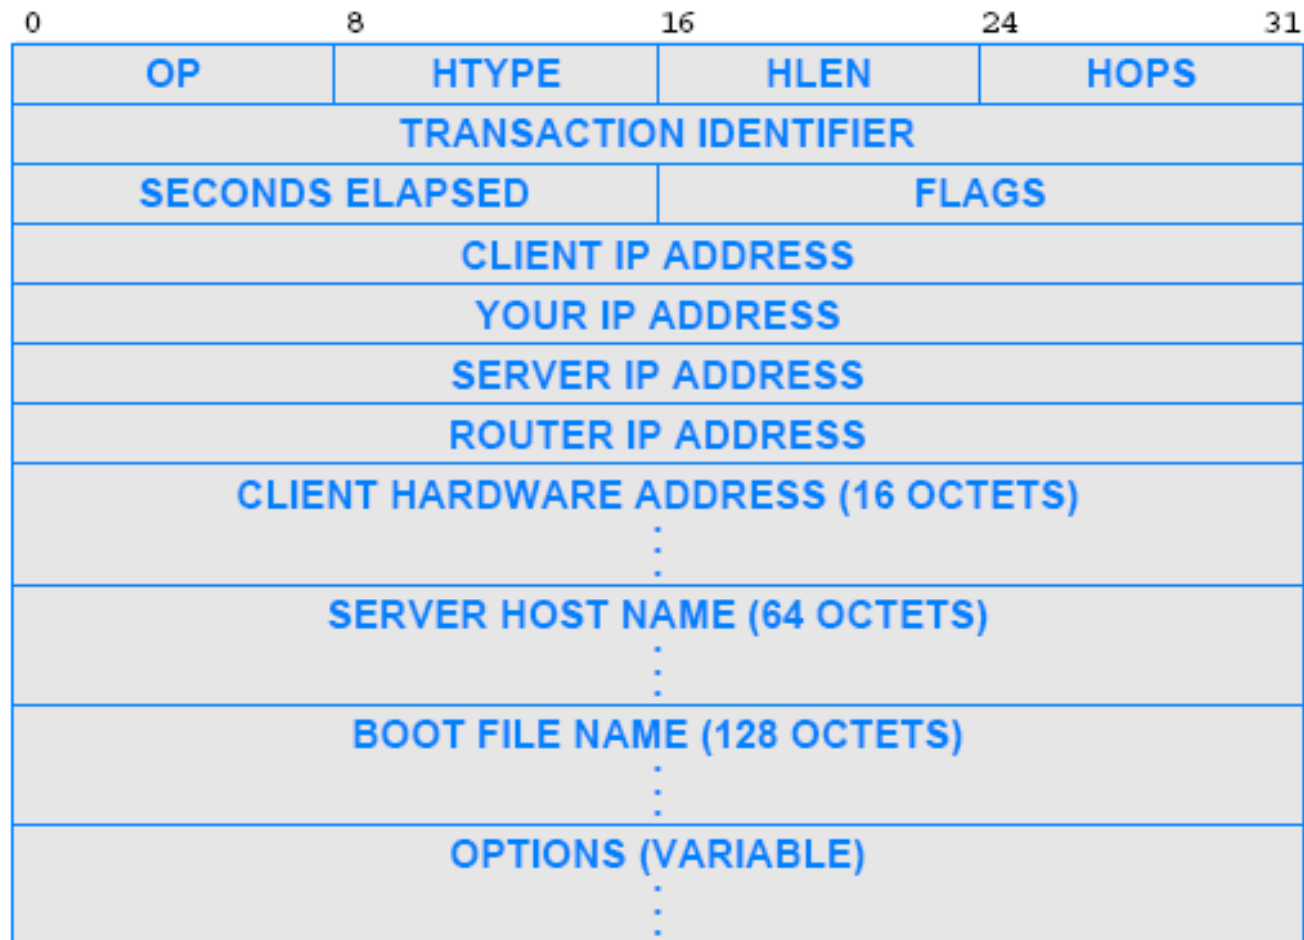 0 8 16 24 31
OP HTYPE HLEN HOPS
TRANSACTION IDENTIFIER
SECONDS ELAPSED FLAGS
CLIENT IP ADDRESS
YOUR IP ADDRESS
SERVER IP ADDRESS
ROUTER IP ADDRESS
CLIENT HARDWARE ADDRESS (16 OCTETS)
SERVER HOST NAME (64 OCTETS)
BOOT FILE NAME (128 OCTETS)
OPTIONS (VARIABLE)